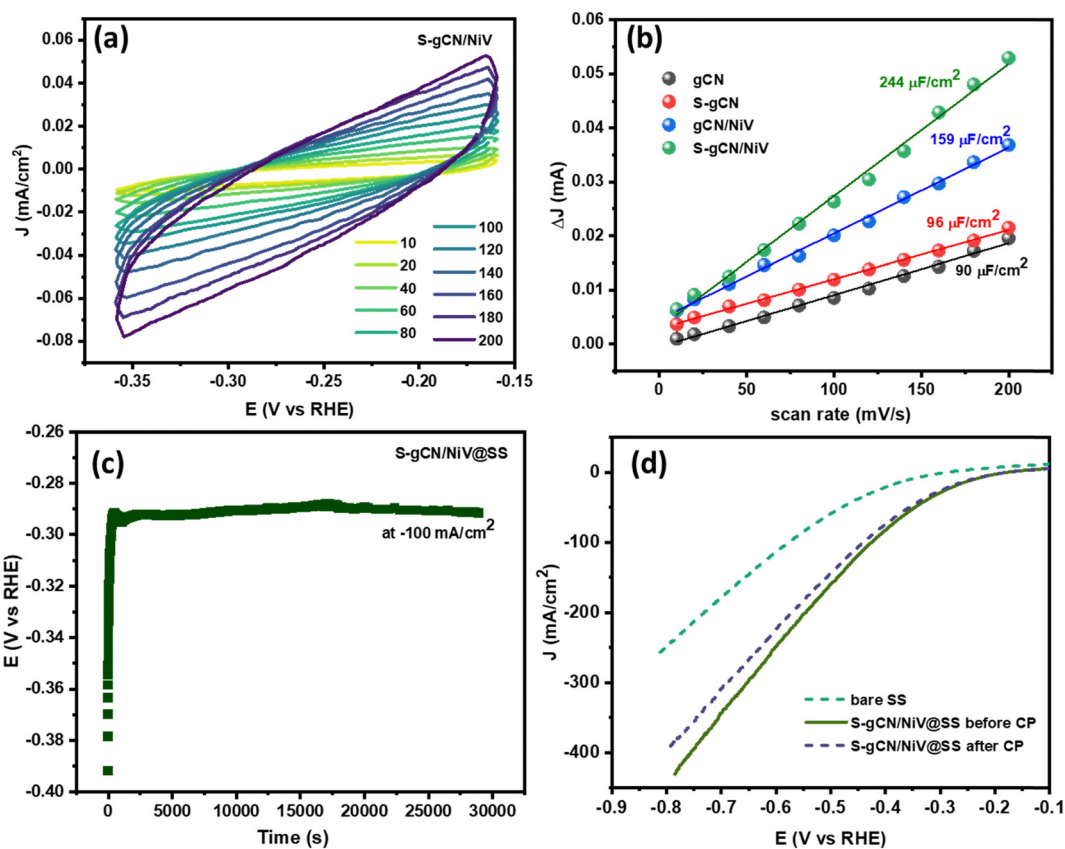 (a)
S-gCN/NiV
J (mA/cm²)
0.06
0.04
0.02
0.00
-0.02
-0.04
-0.06
-0.08
10
20
40
60
80
100
120
140
160
180
200
-0.35
-0.30
-0.25
-0.20
-0.15
E (V vs RHE)
(b)
ΔJ (mA)
0.06
0.05
0.04
0.03
0.02
0.01
0.00
gCN
S-gCN
gCN/NiV
S-gCN/NiV
244 μF/cm²
159 μF/cm²
96 μF/cm²
90 μF/cm²
0
50
100
150
200
scan rate (mV/s)
(c)
S-gCN/NiV@SS
at -100 mA/cm²
E (V vs RHE)
-0.26
-0.28
-0.30
-0.32
-0.34
-0.36
-0.38
-0.40
0
5000
10000
15000
20000
25000
30000
Time (s)
(d)
J (mA/cm²)
0
-100
-200
-300
-400
bare SS
S-gCN/NiV@SS before CP
S-gCN/NiV@SS after CP
-0.9
-0.8
-0.7
-0.6
-0.5
-0.4
-0.3
-0.2
-0.1
E (V vs RHE)